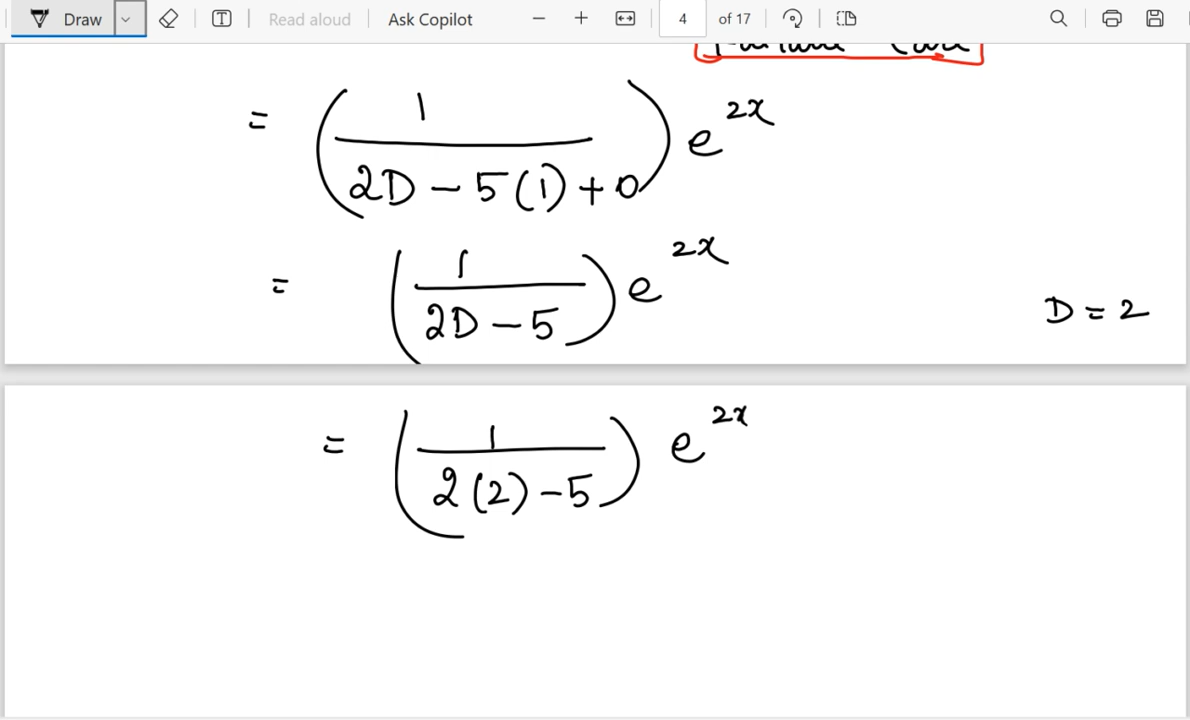 Draw Read aloud Ask Copilot 4 of 17
= (1 / (2D - 5(1) + 0)) e^{2x}
= (1 / (2D - 5)) e^{2x} D = 2
= (1 / (2(2) - 5)) e^{2x}